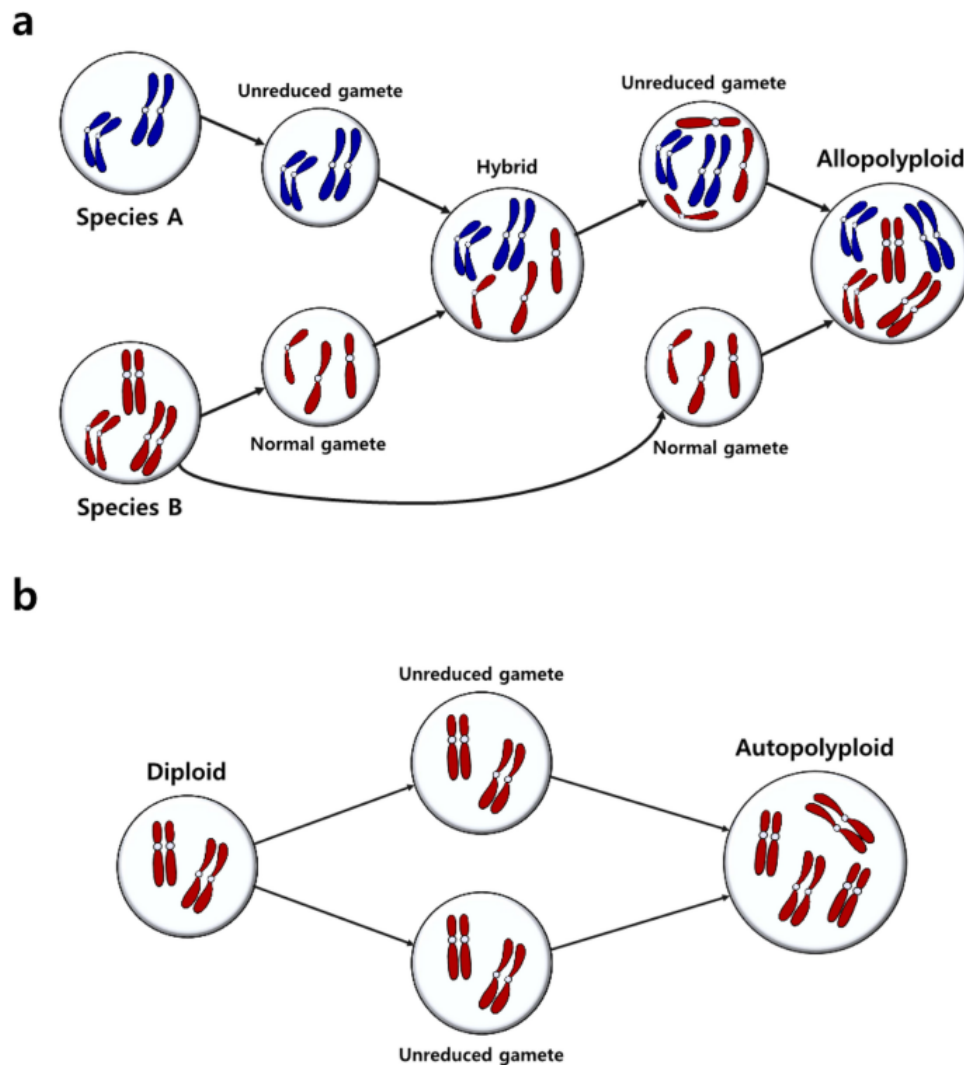 a
Unreduced gamete
Unreduced gamete
Species A
Hybrid
Allopolyploid
Species B
Normal gamete
Normal gamete
b
Unreduced gamete
Diploid
Autopolyploid
Unreduced gamete